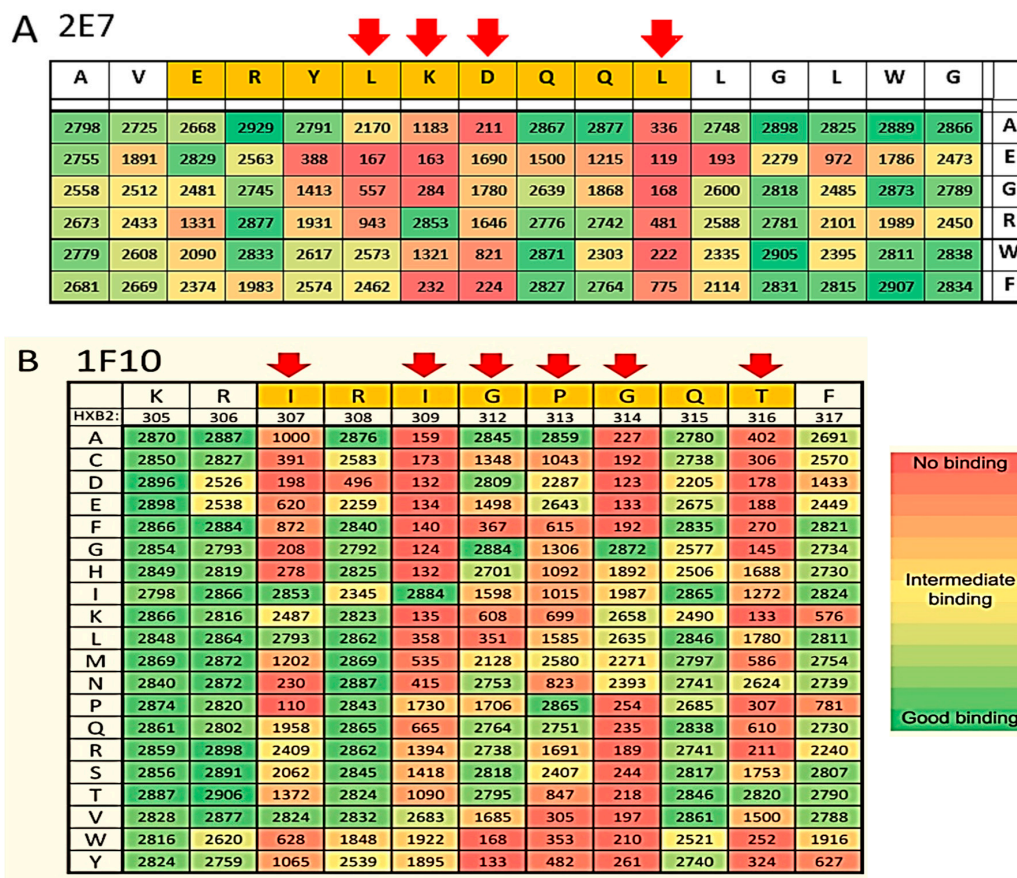 A 2E7
A V E R Y L K D Q Q L L G L W G
2798 2725 2668 2929 2791 2170 1183 211 2867 2877 336 2748 2898 2825 2889 2866 A
2755 1891 2829 2563 388 167 163 1690 1500 1215 119 193 2279 972 1786 2473 E
2558 2512 2481 2745 1413 557 284 1780 2639 1868 168 2600 2818 2485 2873 2789 G
2673 2433 1331 2877 1931 943 2853 1646 2776 2742 481 2588 2781 2101 1989 2450 R
2779 2608 2090 2833 2617 2573 1321 821 2871 2303 222 2335 2905 2395 2811 2838 W
2681 2669 2374 1983 2574 2462 232 224 2827 2764 775 2114 2831 2815 2907 2834 F
B 1F10
K R I R I G P G Q T F
HXB2: 305 306 307 308 309 312 313 314 315 316 317
A 2870 2887 1000 2876 159 2845 2859 227 2780 402 2691
C 2850 2827 391 2583 173 1348 1043 192 2738 306 2570
D 2896 2526 198 496 132 2809 2287 123 2205 178 1433
E 2898 2538 620 2259 134 1498 2643 133 2675 188 2449
F 2866 2884 872 2840 140 367 615 192 2835 270 2821
G 2854 2793 208 2792 124 2884 1306 2872 2577 145 2734
H 2849 2819 278 2825 132 2701 1092 1892 2506 1688 2730
I 2798 2866 2853 2345 2884 1598 1015 1987 2865 1272 2824
K 2866 2816 2487 2823 135 608 699 2658 2490 133 576
L 2848 2864 2793 2862 358 351 1585 2635 2846 1780 2811
M 2869 2872 1202 2869 535 2128 2580 2271 2797 586 2754
N 2840 2872 230 2887 415 2753 823 2393 2741 2624 2739
P 2874 2820 110 2843 1730 1706 2865 254 2685 307 781
Q 2861 2802 1958 2865 665 2764 2751 235 2838 610 2730
R 2859 2898 2409 2862 1394 2738 1691 189 2741 211 2240
S 2856 2891 2062 2845 1418 2818 2407 244 2817 1753 2807
T 2887 2906 1372 2824 1090 2795 847 218 2846 2820 2790
V 2828 2877 2824 2832 2683 1685 305 197 2861 1500 2788
W 2816 2620 628 1848 1922 168 353 210 2521 252 1916
Y 2824 2759 1065 2539 1895 133 482 261 2740 324 627
No binding
Intermediate
binding
Good binding